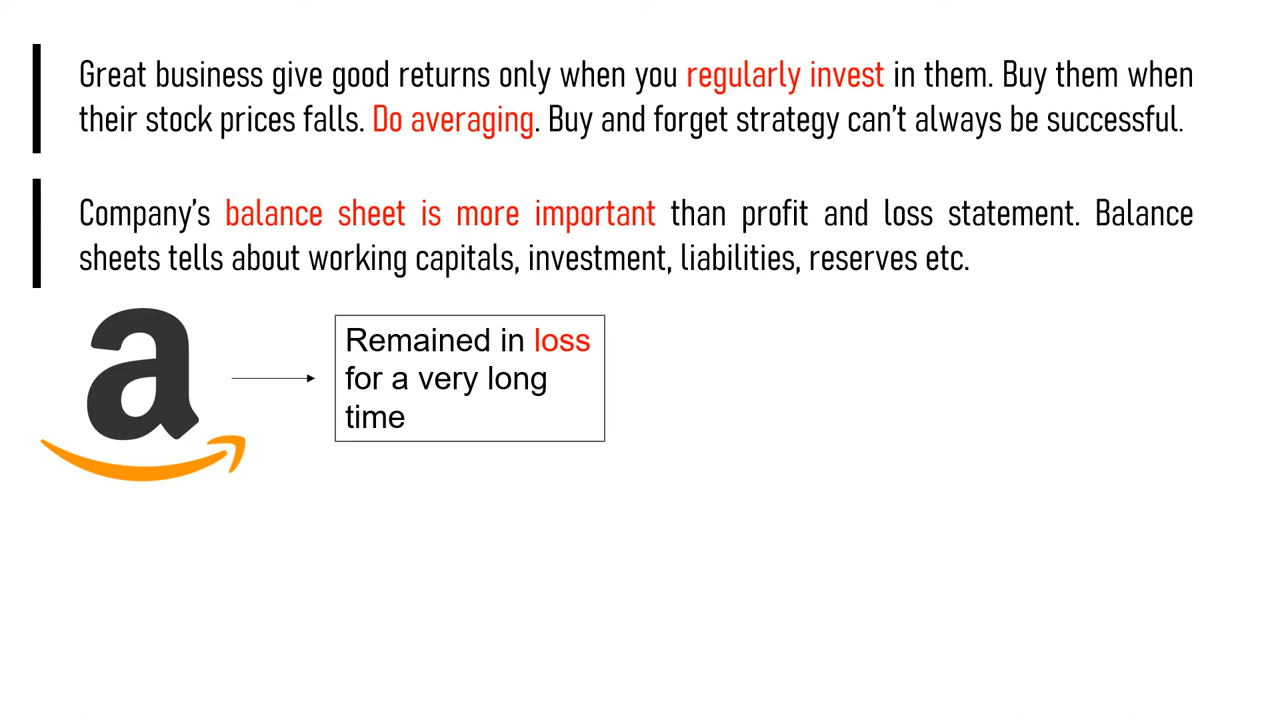 Great business give good returns only when you regularly invest in them. Buy them when
their stock prices falls. Do averaging. Buy and forget strategy can't always be successful.
Company's balance sheet is more important than profit and loss statement. Balance
sheets tells about working capitals, investment, liabilities, reserves etc.
a
Remained in loss
for a very long
time